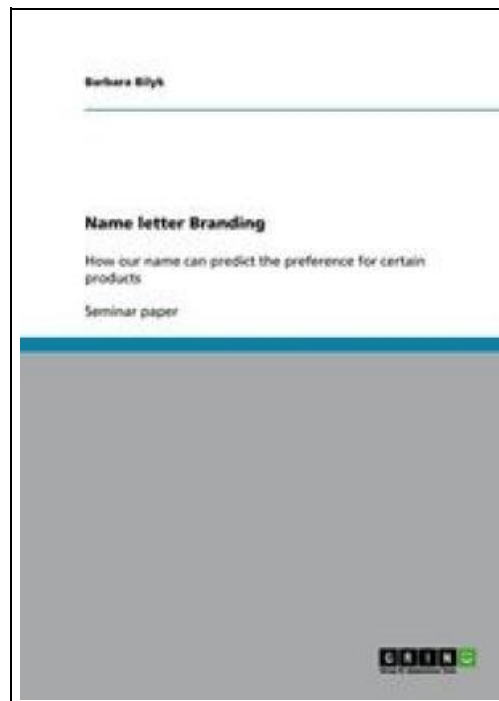 Barbara Bilyk
Name letter Branding
How our name can predict the preference for certain
products
Seminar paper
GRIN